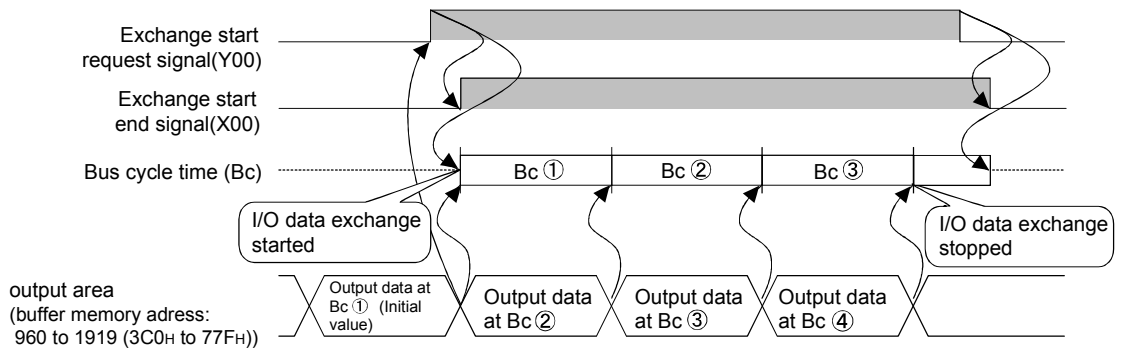 Exchange start
request signal(Y00)
Exchange start
end signal(X00)
Bus cycle time (Bc)
Bc ①
Bc ②
Bc ③
I/O data exchange
started
I/O data exchange
stopped
output area
(buffer memory adress:
960 to 1919 (3C0H to 77FH))
Output data at
Bc ① (Initial
value)
Output data
at Bc ②
Output data
at Bc ③
Output data
at Bc ④